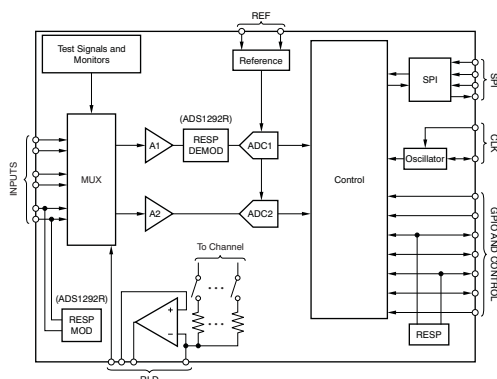 REF
Test Signals and
Monitors
Reference
SPI
SPI
(ADS1292R)
A1
RESP
DEMOD
ADC1
MUX
Control
CLK
Oscillator
INPUTS
A2
ADC2
GPIO AND CONTROL
To Channel
(ADS1292R)
RESP
MOD
+
−
RESP
RLD